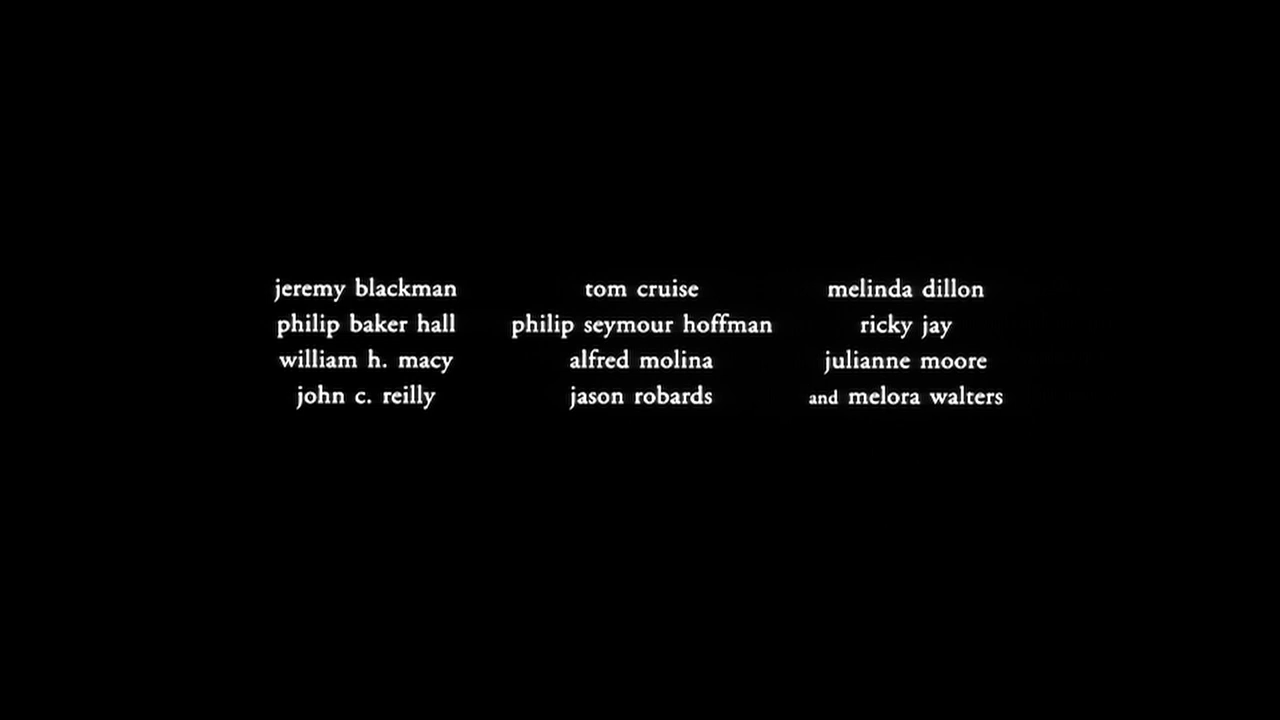 jeremy blackman
philip baker hall
william h. macy
john c. reilly
tom cruise
philip seymour hoffman
alfred molina
jason robards
melinda dillon
ricky jay
julianne moore
and melora walters